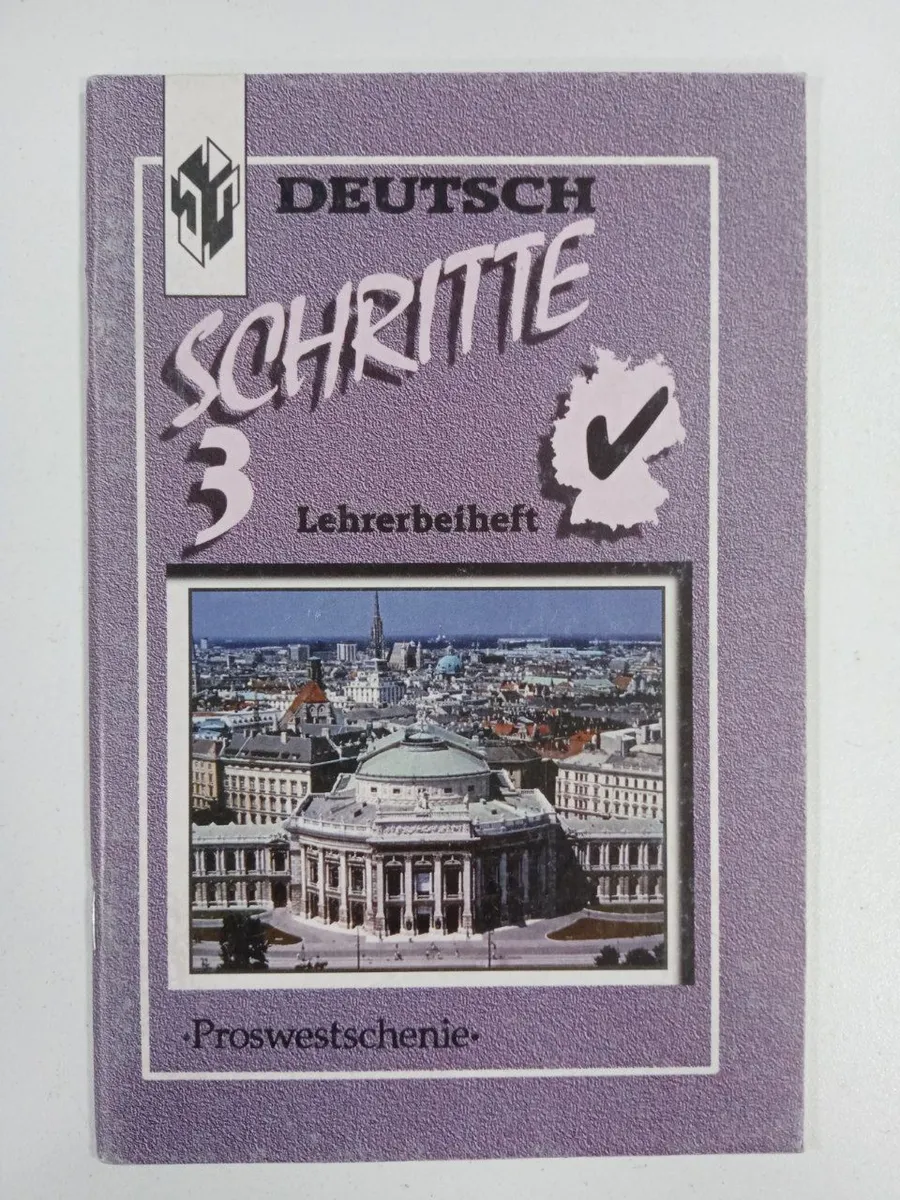 DEUTSCH
SCHRITTE
3
Lehrerbeiheft
·Proswestschenie·